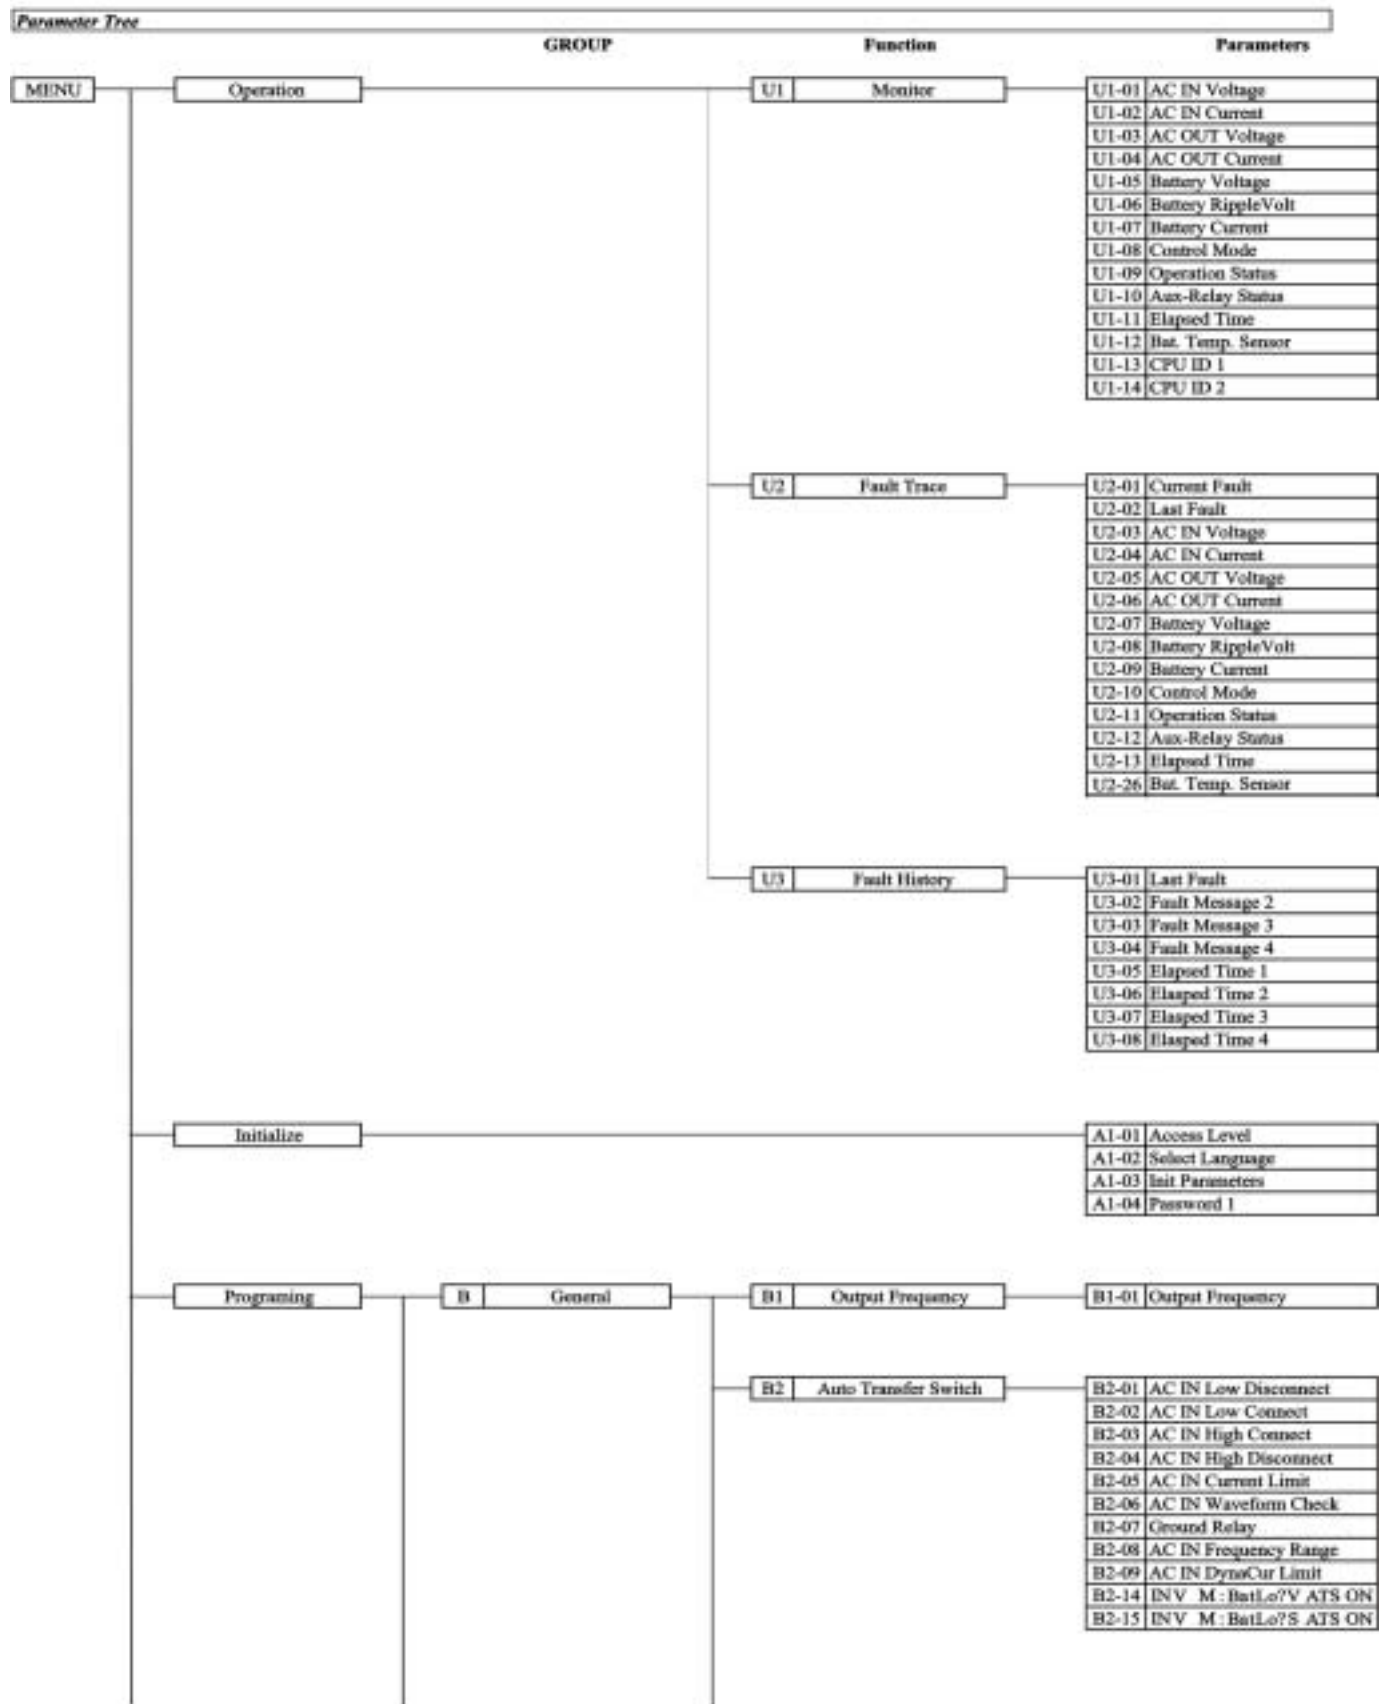 Parameter Tree
GROUP Function Parameters
MENU Operation U1 Monitor U1-01 AC IN Voltage
U1-02 AC IN Current
U1-03 AC OUT Voltage
U1-04 AC OUT Current
U1-05 Battery Voltage
U1-06 Battery RippleVolt
U1-07 Battery Current
U1-08 Control Mode
U1-09 Operation Status
U1-10 Aux-Relay Status
U1-11 Elapsed Time
U1-12 Bat. Temp. Sensor
U1-13 CPU ID 1
U1-14 CPU ID 2
U2 Fault Trace U2-01 Current Fault
U2-02 Last Fault
U2-03 AC IN Voltage
U2-04 AC IN Current
U2-05 AC OUT Voltage
U2-06 AC OUT Current
U2-07 Battery Voltage
U2-08 Battery RippleVolt
U2-09 Battery Current
U2-10 Control Mode
U2-11 Operation Status
U2-12 Aux-Relay Status
U2-13 Elapsed Time
U2-26 Bat. Temp. Sensor
U3 Fault History U3-01 Last Fault
U3-02 Fault Message 2
U3-03 Fault Message 3
U3-04 Fault Message 4
U3-05 Elapsed Time 1
U3-06 Elasped Time 2
U3-07 Elasped Time 3
U3-08 Elasped Time 4
Initialize A1-01 Access Level
A1-02 Select Language
A1-03 Init Parameters
A1-04 Password 1
Programing B General B1 Output Frequency B1-01 Output Frequency
B2 Auto Transfer Switch B2-01 AC IN Low Disconnect
B2-02 AC IN Low Connect
B2-03 AC IN High Connect
B2-04 AC IN High Disconnect
B2-05 AC IN Current Limit
B2-06 AC IN Waveform Check
B2-07 Ground Relay
B2-08 AC IN Frequency Range
B2-09 AC IN DynaCur Limit
B2-14 INV M : BatLo?V ATS ON
B2-15 INV M : BatLo?S ATS ON